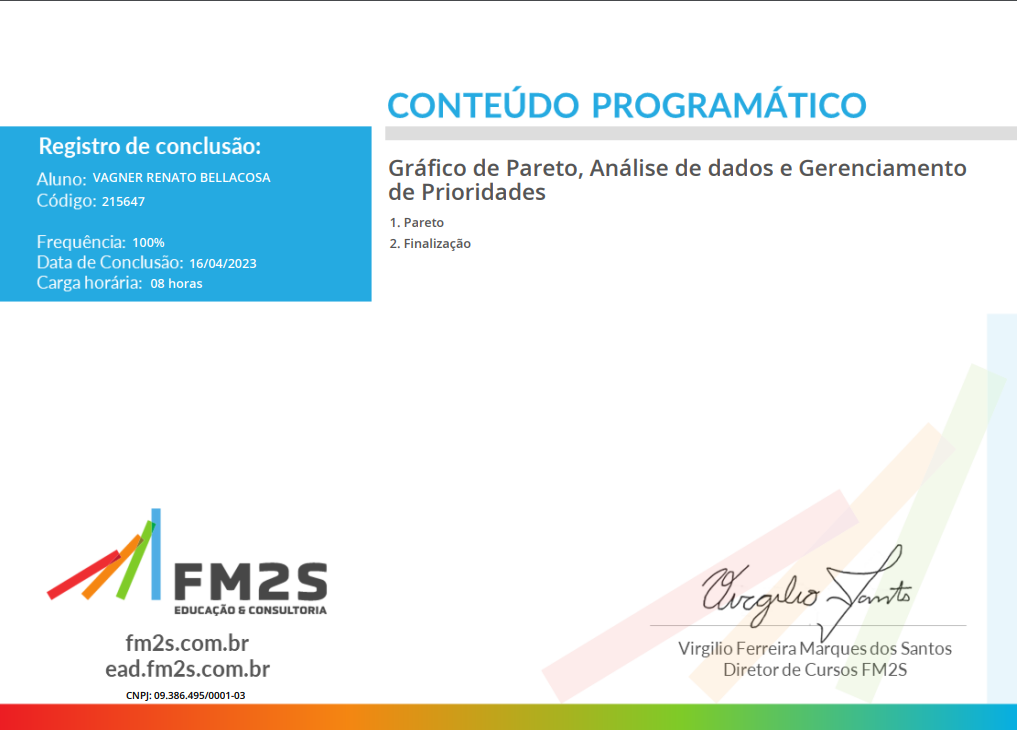 CONTEÚDO PROGRAMÁTICO
Registro de conclusão:
Aluno: VAGNER RENATO BELLACOSA
Código: 215647
Frequência: 100%
Data de Conclusão: 16/04/2023
Carga horária: 08 horas
Gráfico de Pareto, Análise de dados e Gerenciamento
de Prioridades
1. Pareto
2. Finalização
FM2S
EDUCAÇÃO & CONSULTORIA
fm2s.com.br
ead.fm2s.com.br
CNPJ: 09.386.495/0001-03
Virgilio Santos
Virgilio Ferreira Marques dos Santos
Diretor de Cursos FM2S